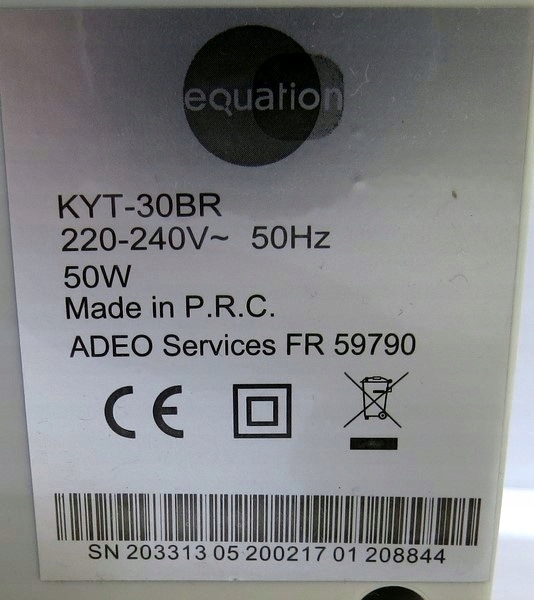 equation
KYT-30BR
220-240V~ 50Hz
50W
Made in P.R.C.
ADEO Services FR 59790
CE
SN 203313 05 200217 01 208844